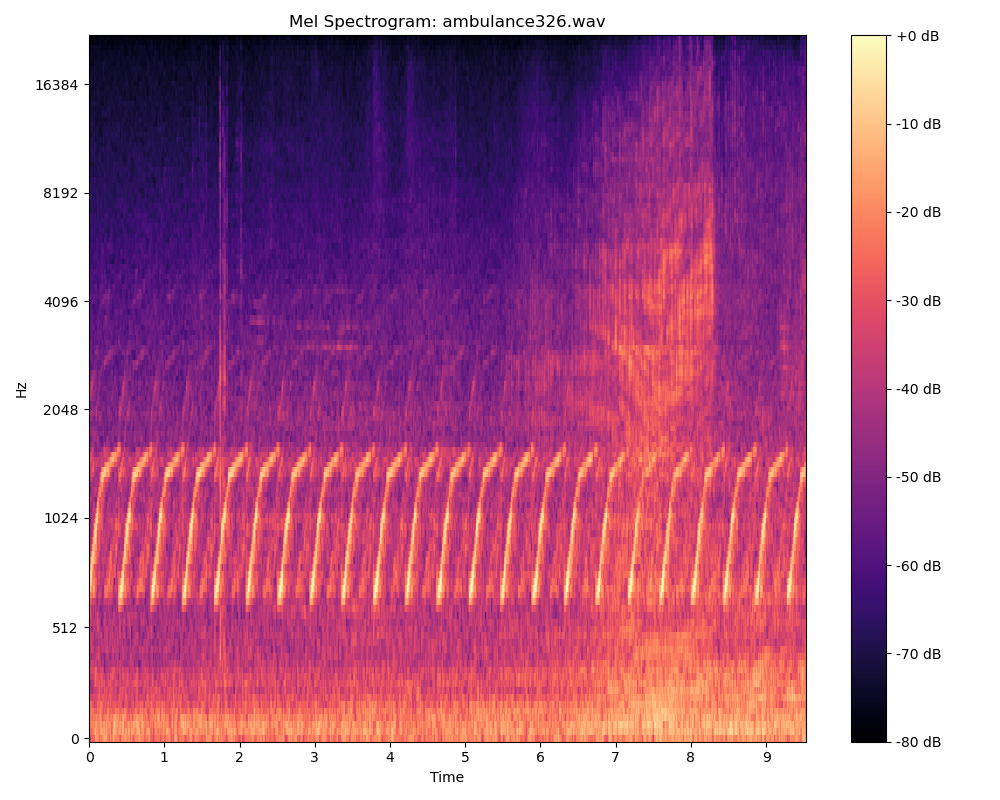 Mel Spectrogram: ambulance326.wav
+0 dB
16384
-10 dB
8192
-20 dB
4096
-30 dB
Hz
-40 dB
2048
-50 dB
1024
-60 dB
512
-70 dB
0
-80 dB
0 1 2 3 4 5 6 7 8 9
Time